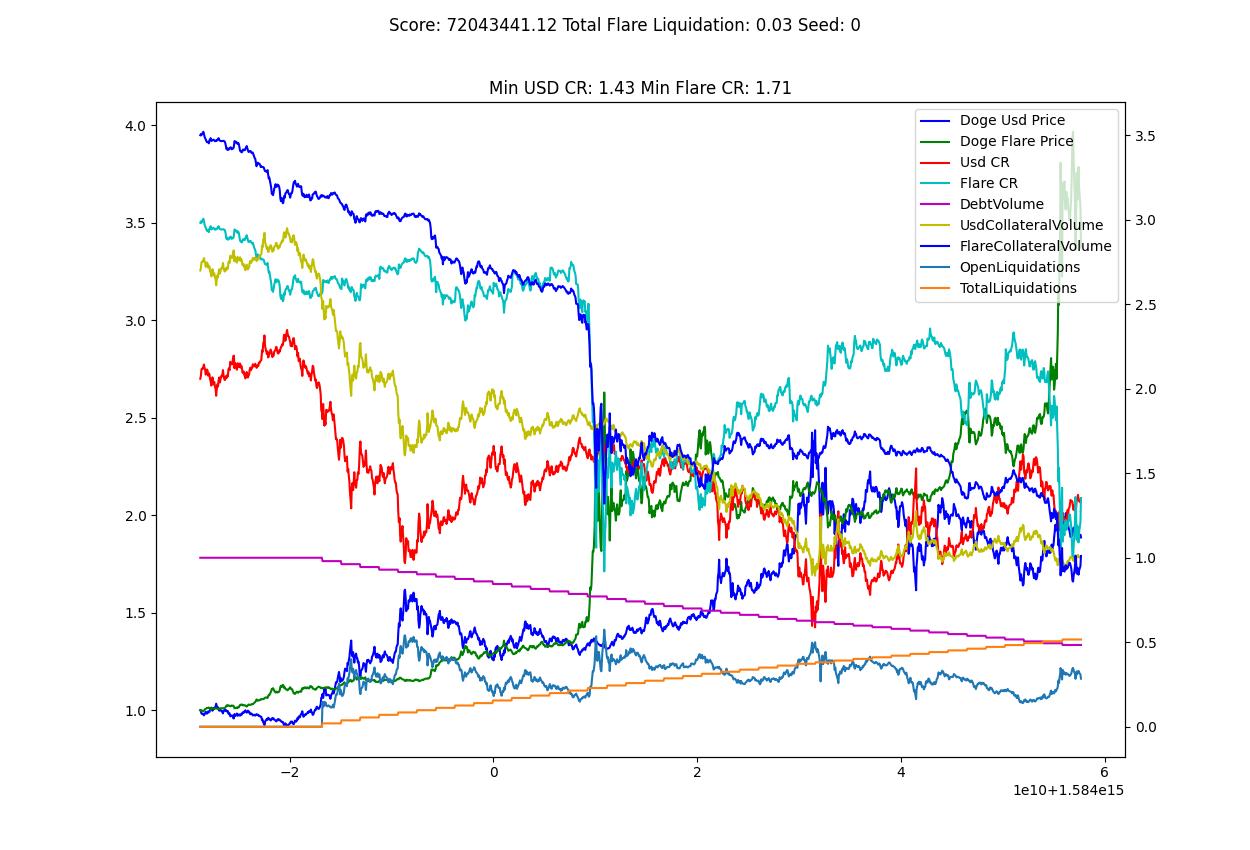 Score: 72043441.12 Total Flare Liquidation: 0.03 Seed: 0
Min USD CR: 1.43 Min Flare CR: 1.71
Doge Usd Price
Doge Flare Price
Usd CR
Flare CR
DebtVolume
UsdCollateralVolume
FlareCollateralVolume
OpenLiquidations
TotalLiquidations
4.0
3.5
3.0
2.5
2.0
1.5
1.0
3.5
3.0
2.5
2.0
1.5
1.0
0.5
0.0
−2 0 2 4 6
1e10+1.584e15